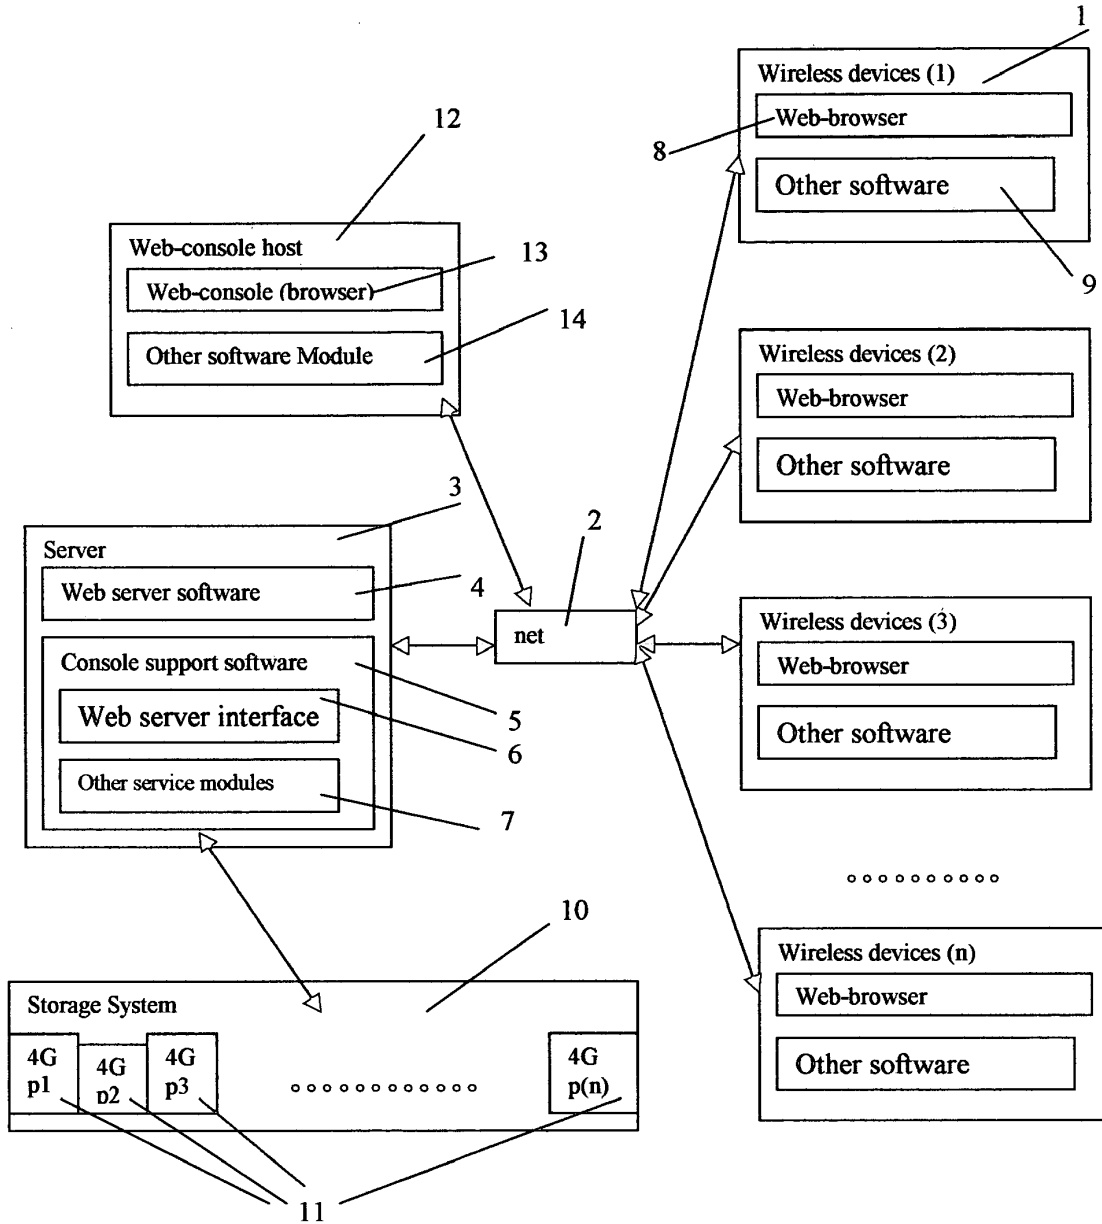 1
Wireless devices (1)
Web-browser
8
Other software
9
12
Web-console host
13
Web-console (browser)
14
Other software Module
Wireless devices (2)
Web-browser
Other software
3
Server
Web server software
4
2
net
Console support software
5
Web server interface
6
Other service modules
7
Wireless devices (3)
Web-browser
Other software
10
Storage System
4G
p1
4G
p2
4G
p3
4G
p(n)
11
Wireless devices (n)
Web-browser
Other software